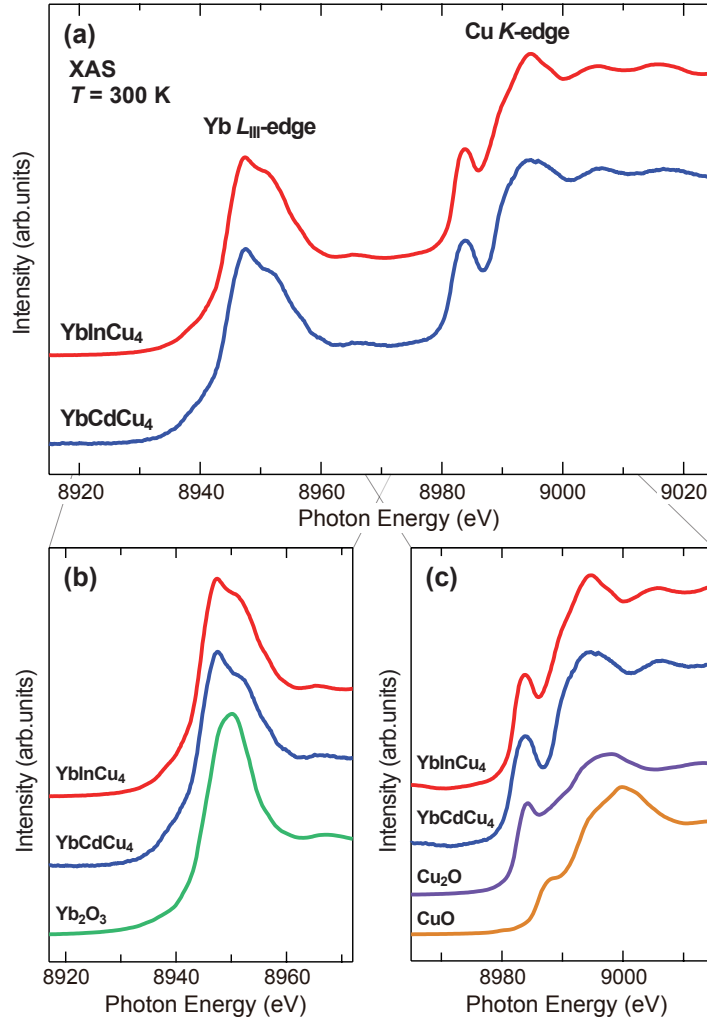 (a)
XAS
T = 300 K
Cu K-edge
Yb L_III-edge
YbInCu₄
YbCdCu₄
Intensity (arb.units)
8920 8940 8960 8980 9000 9020
Photon Energy (eV)
(b)
YbInCu₄
YbCdCu₄
Yb₂O₃
Intensity (arb.units)
8920 8940 8960
Photon Energy (eV)
(c)
YbInCu₄
YbCdCu₄
Cu₂O
CuO
Intensity (arb.units)
8980 9000
Photon Energy (eV)